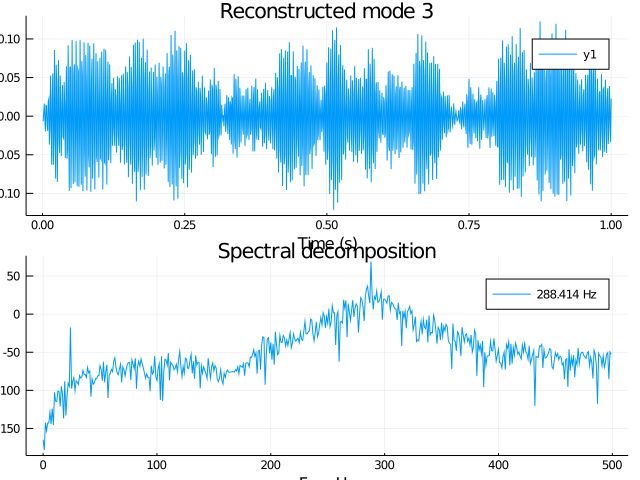 Reconstructed mode 3
0.10
0.05
0.00
0.05
0.10
y1
0.00 0.25 0.50 0.75 1.00
Time (s)
Spectral decomposition
50
0
50
100
150
288.414 Hz
0 100 200 300 400 500